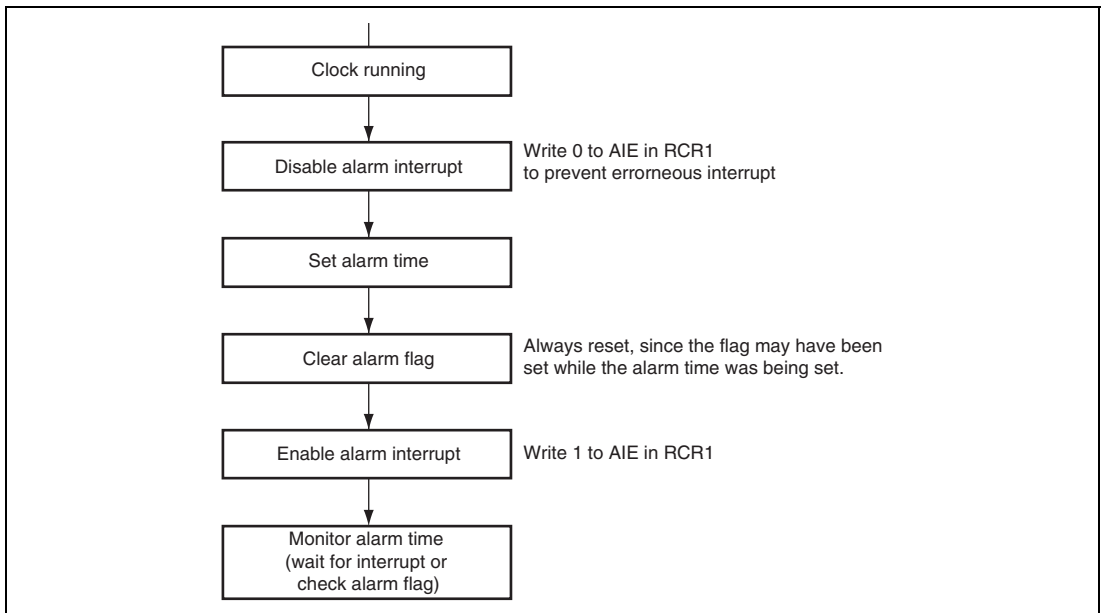 Clock running
Disable alarm interrupt
Write 0 to AIE in RCR1
to prevent errorneous interrupt
Set alarm time
Clear alarm flag
Always reset, since the flag may have been
set while the alarm time was being set.
Enable alarm interrupt
Write 1 to AIE in RCR1
Monitor alarm time
(wait for interrupt or
check alarm flag)